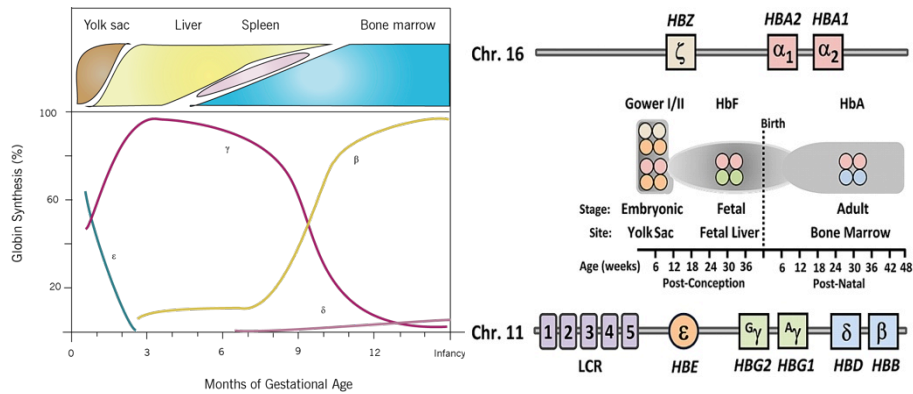 Yolk sac Liver Spleen Bone marrow
Globin Synthesis (%)
100
60
20
γ
β
ε
δ
0 3 6 9 12 Infancy
Months of Gestational Age
HBZ HBA2 HBA1
Chr. 16
ζ α1 α2
Gower I/II HbF HbA
Birth
Stage: Embryonic Fetal Adult
Site: Yolk Sac Fetal Liver Bone Marrow
Age (weeks) 6 12 18 24 30 36 6 12 18 24 30 36 42 48
Post-Conception Post-Natal
Chr. 11
1 2 3 4 5 ε Gγ Aγ δ β
LCR HBE HBG2 HBG1 HBD HBB